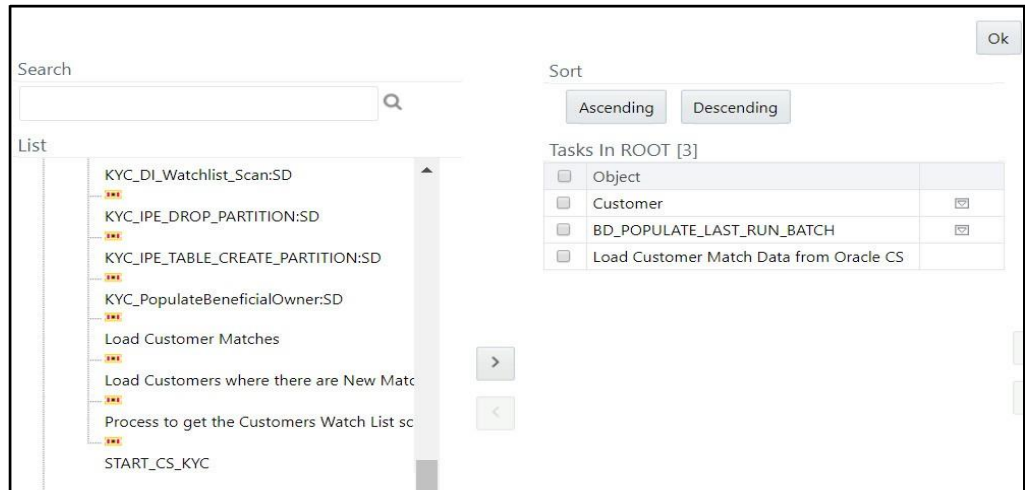 Ok
Search
Sort
Ascending Descending
List
Tasks In ROOT [3]
KYC_DI_Watchlist_Scan:SD
KYC_IPE_DROP_PARTITION:SD
KYC_IPE_TABLE_CREATE_PARTITION:SD
KYC_PopulateBeneficialOwner:SD
Load Customer Matches
Load Customers where there are New Matc
Process to get the Customers Watch List sc
START_CS_KYC
Object
Customer
BD_POPULATE_LAST_RUN_BATCH
Load Customer Match Data from Oracle CS
>
<